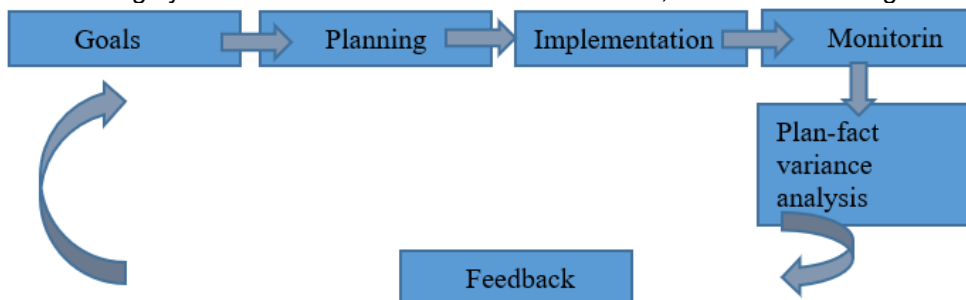 Goals
Planning
Implementation
Monitorin
Plan-fact
variance
analysis
Feedback